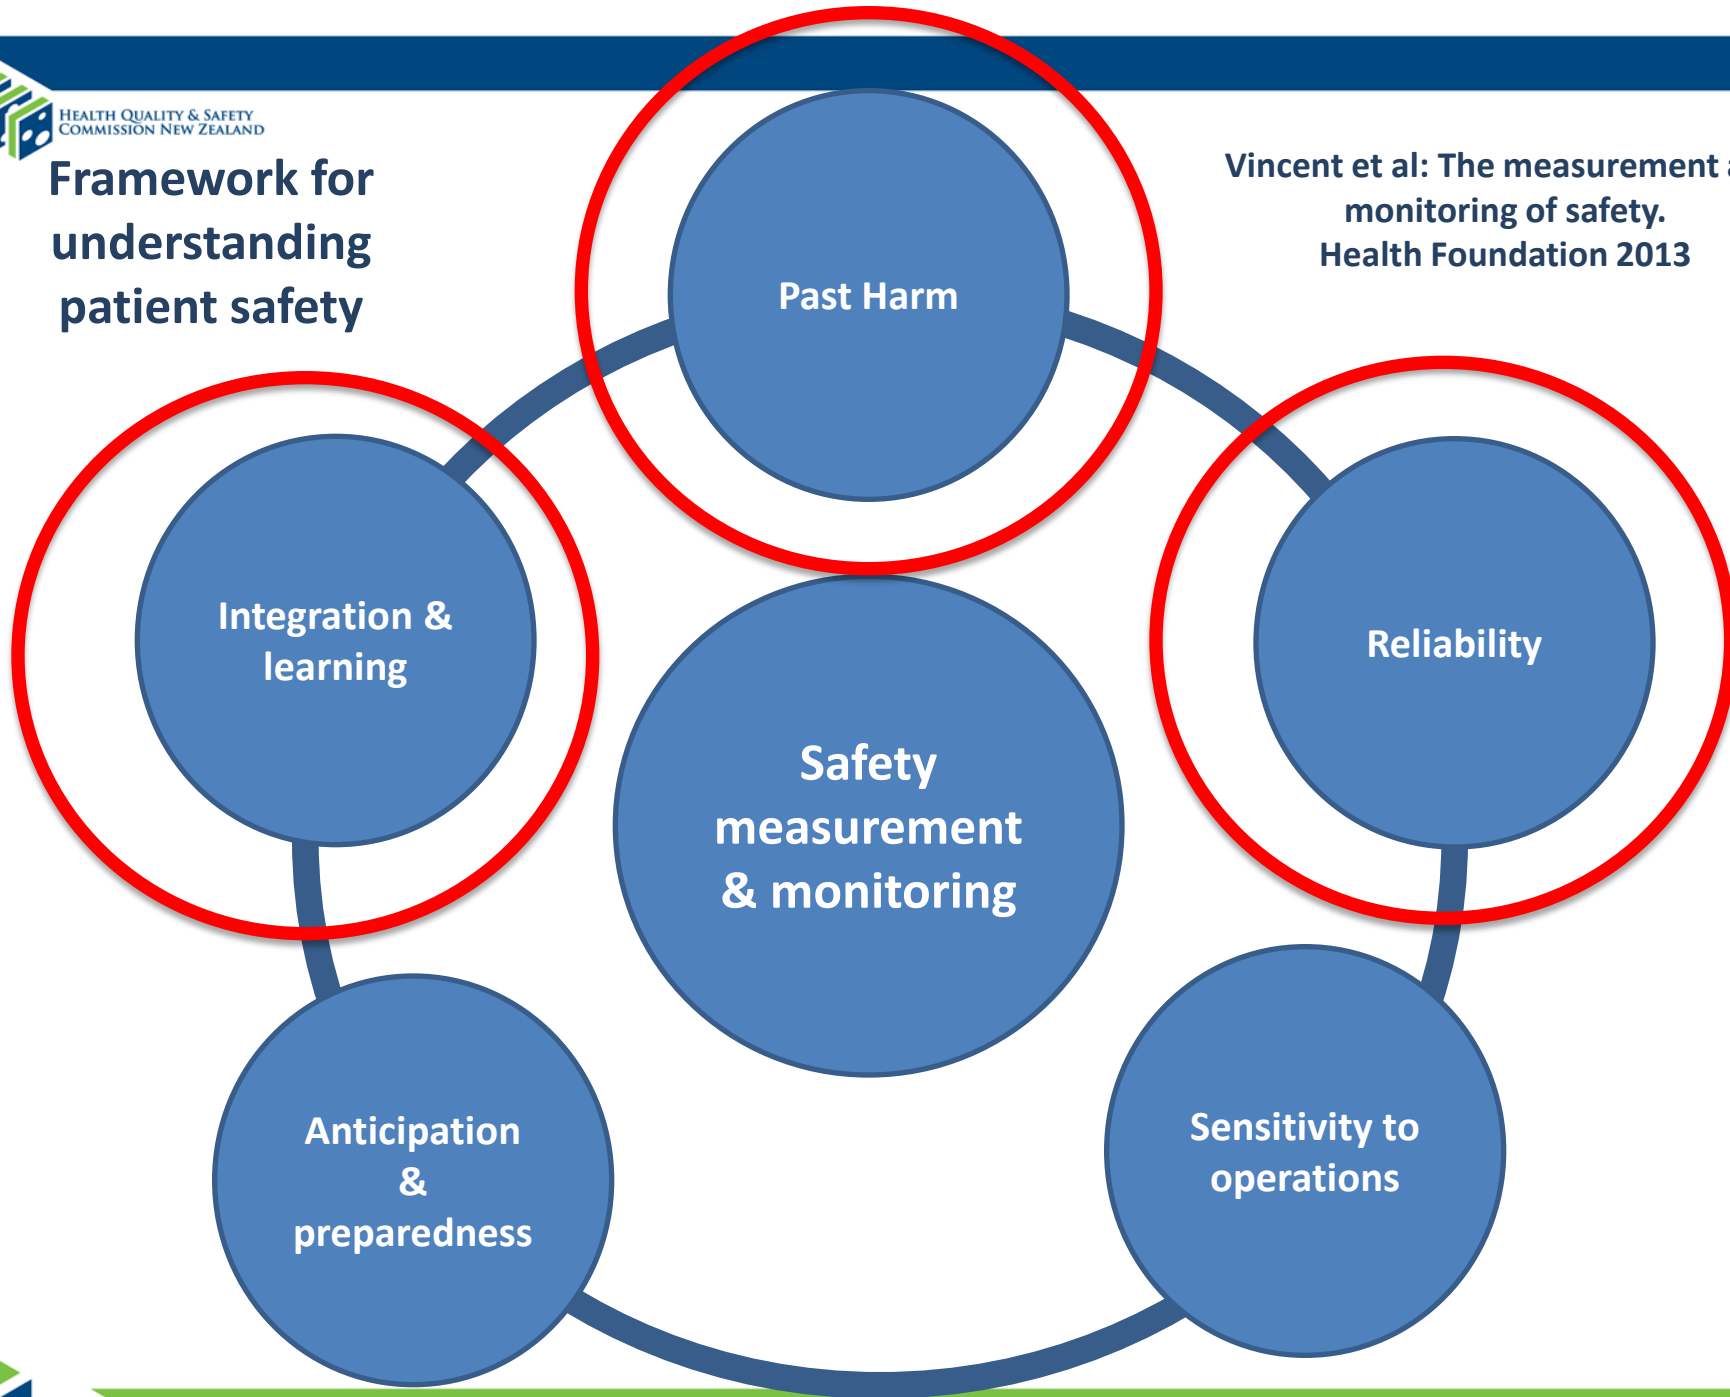 HEALTH QUALITY & SAFETY
COMMISSION NEW ZEALAND
Framework for
understanding
patient safety
Vincent et al: The measurement a
monitoring of safety.
Health Foundation 2013
Past Harm
Integration &
learning
Reliability
Safety
measurement
& monitoring
Anticipation
&
preparedness
Sensitivity to
operations